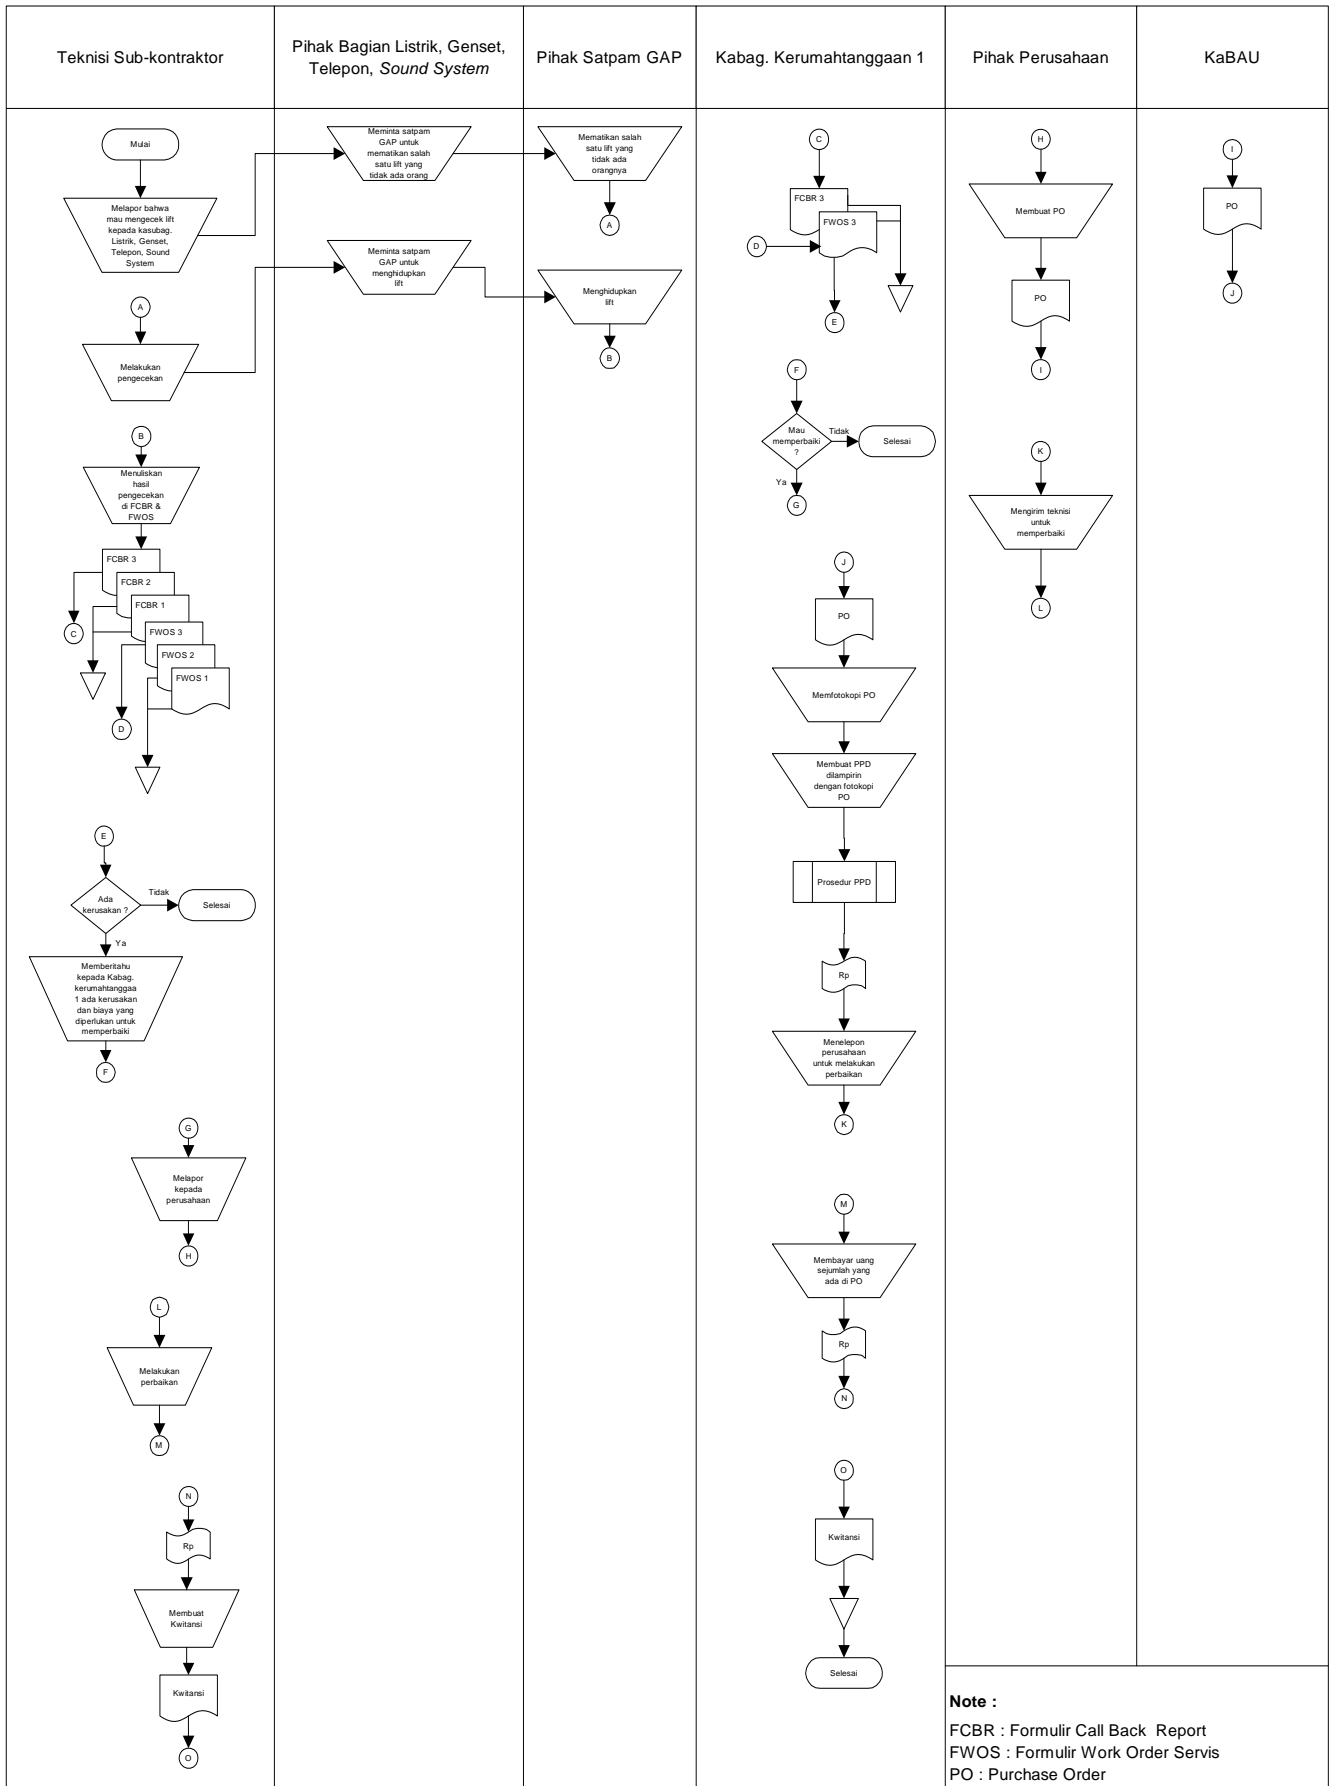 Teknisi Sub-kontraktor
Pihak Bagian Listrik, Genset,
Telepon, Sound System
Pihak Satpam GAP
Kabag. Kerumahtanggaan 1
Pihak Perusahaan
KaBAU
Mulai
Melapor bahwa
mau mengecek lift
kepada kasubag.
Listrik, Genset,
Telepon, Sound
System
A
Melakukan
pengecekan
B
Menuliskan
hasil
pengecekan
di FCBR &
FWOS
FCBR 3
FCBR 2
FCBR 1
FWOS 3
FWOS 2
FWOS 1
C
D
E
Ada
kerusakan ?
Tidak
Selesai
Ya
Memberitahu
kepada Kabag.
kerumahtanggaa
1 ada kerusakan
dan biaya yang
diperlukan untuk
memperbaiki
F
G
Melapor
kepada
perusahaan
H
L
Melakukan
perbaikan
M
N
Rp
Membuat
Kwitansi
Kwitansi
O
Meminta satpam
GAP untuk
mematikan salah
satu lift yang
tidak ada orang
Meminta satpam
GAP untuk
menghidupkan
lift
Mematikan salah
satu lift yang
tidak ada
orangnya
A
Menghidupkan
lift
B
C
FCBR 3
FWOS 3
D
E
F
Mau
memperbaiki
?
Tidak
Selesai
Ya
G
J
PO
Memfotokopi PO
Membuat PPD
dilampirin
dengan fotokopi
PO
Prosedur PPD
Rp
Menelepon
perusahaan
untuk melakukan
perbaikan
K
M
Membayar uang
sejumlah yang
ada di PO
Rp
N
O
Kwitansi
Selesai
H
Membuat PO
PO
I
K
Mengirim teknisi
untuk
memperbaiki
L
I
PO
J
Note :
FCBR : Formulir Call Back Report
FWOS : Formulir Work Order Servis
PO : Purchase Order